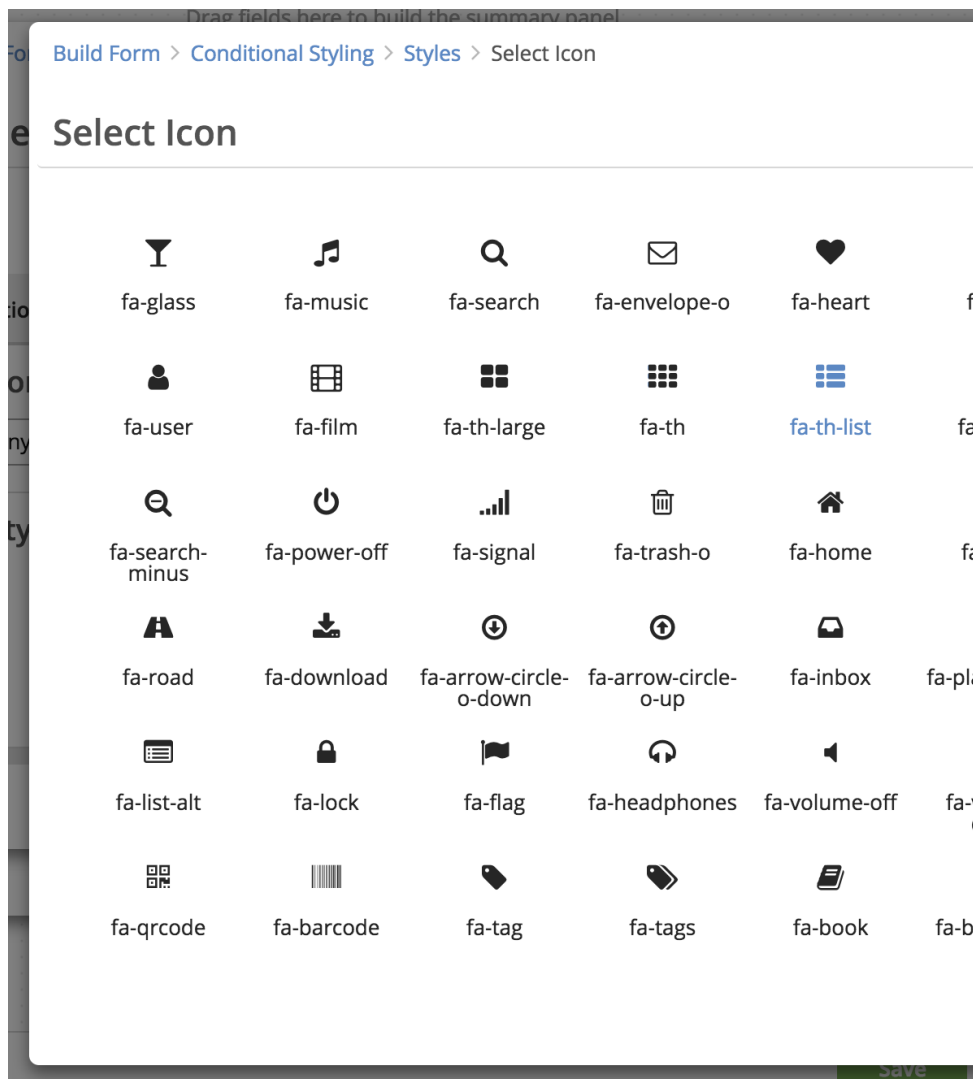 Drag fields here to build the summary panel
Build Form > Conditional Styling > Styles > Select Icon
Select Icon
fa-glass fa-music fa-search fa-envelope-o fa-heart
fa-user fa-film fa-th-large fa-th fa-th-list
fa-search- fa-power-off fa-signal fa-trash-o fa-home
minus
fa-road fa-download fa-arrow-circle- fa-arrow-circle- fa-inbox
o-down o-up
fa-list-alt fa-lock fa-flag fa-headphones fa-volume-off
fa-qrcode fa-barcode fa-tag fa-tags fa-book
Save